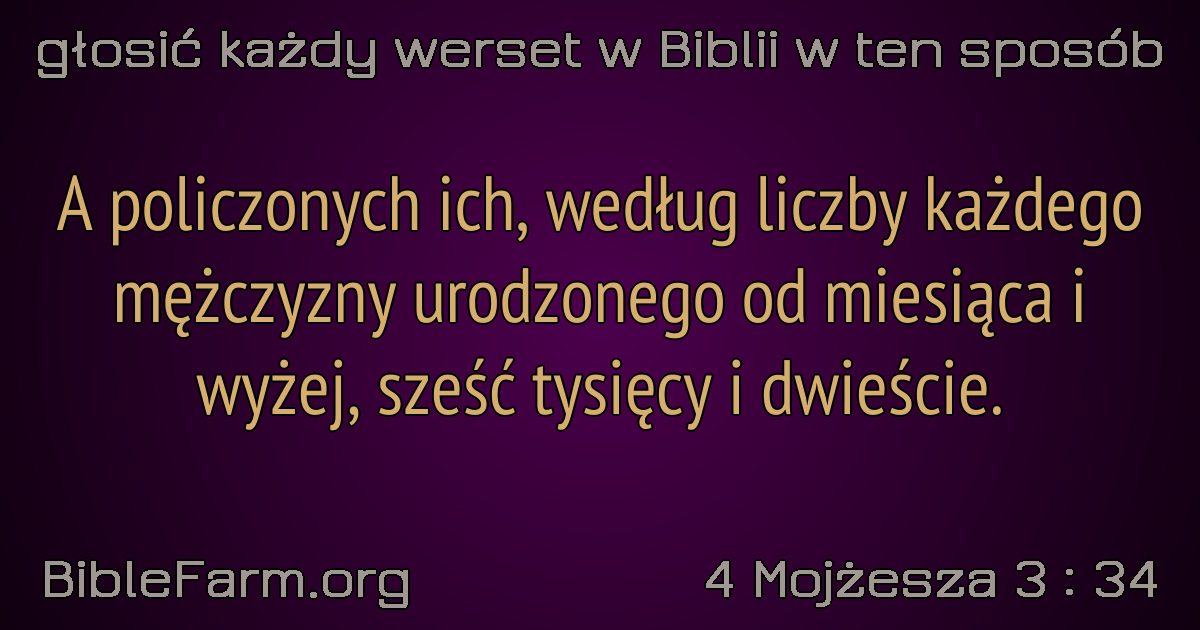 głosić każdy werset w Biblii w ten sposób
A policzonych ich, według liczby każdego
mężczyzny urodzonego od miesiąca i
wyżej, sześć tysięcy i dwieście.
BibleFarm.org
4 Mojżesza 3 : 34